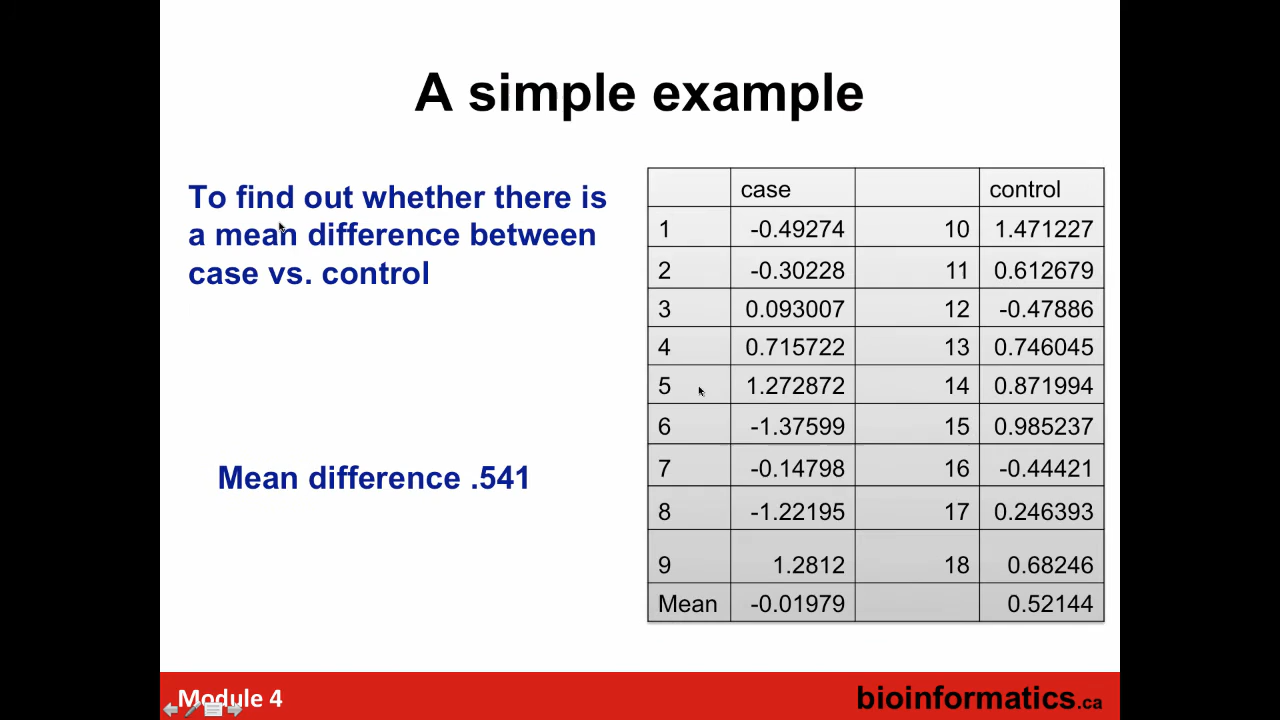 A simple example
To find out whether there is
a mean difference between
case vs. control
Mean difference .541
case control
1 -0.49274 10 1.471227
2 -0.30228 11 0.612679
3 0.093007 12 -0.47886
4 0.715722 13 0.746045
5 1.272872 14 0.871994
6 -1.37599 15 0.985237
7 -0.14798 16 -0.44421
8 -1.22195 17 0.246393
9 1.2812 18 0.68246
Mean -0.01979 0.52144
Module 4
bioinformatics.ca